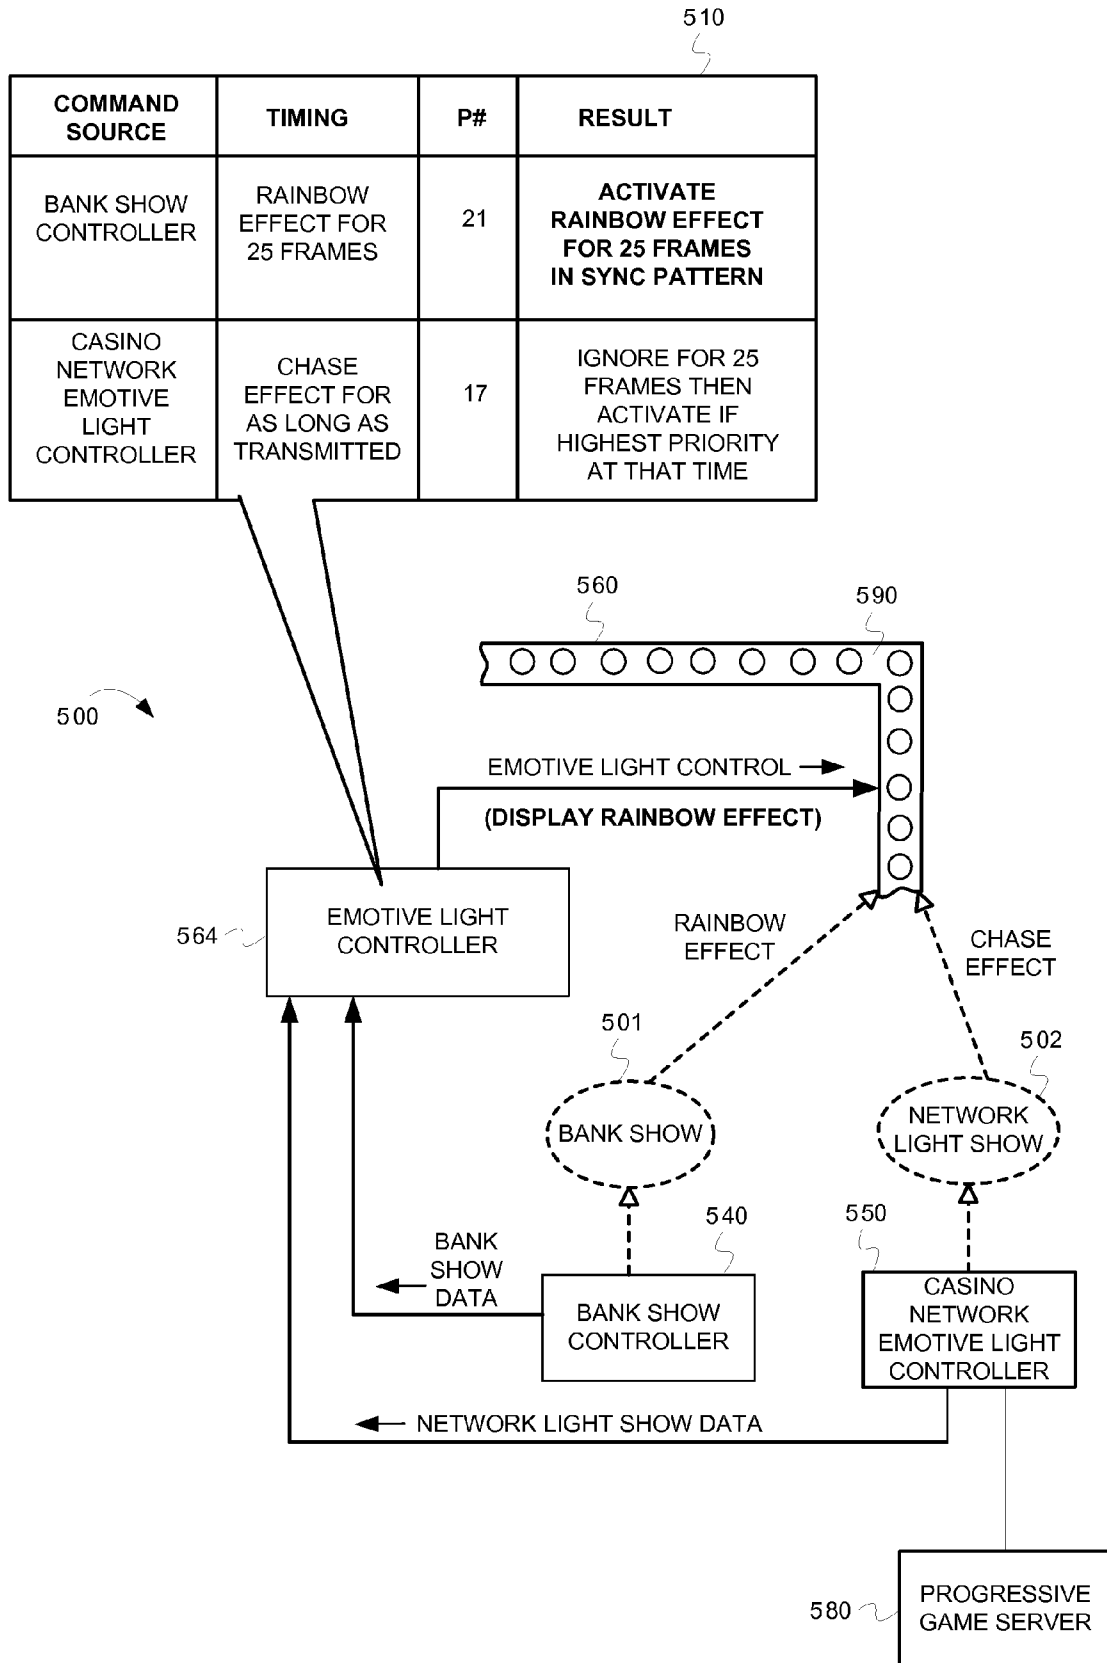 510
COMMAND
SOURCE
TIMING
P#
RESULT
BANK SHOW
CONTROLLER
RAINBOW
EFFECT FOR
25 FRAMES
21
ACTIVATE
RAINBOW EFFECT
FOR 25 FRAMES
IN SYNC PATTERN
CASINO
NETWORK
EMOTIVE
LIGHT
CONTROLLER
CHASE
EFFECT FOR
AS LONG AS
TRANSMITTED
17
IGNORE FOR 25
FRAMES THEN
ACTIVATE IF
HIGHEST PRIORITY
AT THAT TIME
560
590
500
EMOTIVE LIGHT CONTROL
(DISPLAY RAINBOW EFFECT)
564
EMOTIVE LIGHT
CONTROLLER
RAINBOW
EFFECT
CHASE
EFFECT
501
502
BANK SHOW
NETWORK
LIGHT SHOW
540
550
BANK
SHOW
DATA
BANK SHOW
CONTROLLER
CASINO
NETWORK
EMOTIVE LIGHT
CONTROLLER
NETWORK LIGHT SHOW DATA
580
PROGRESSIVE
GAME SERVER